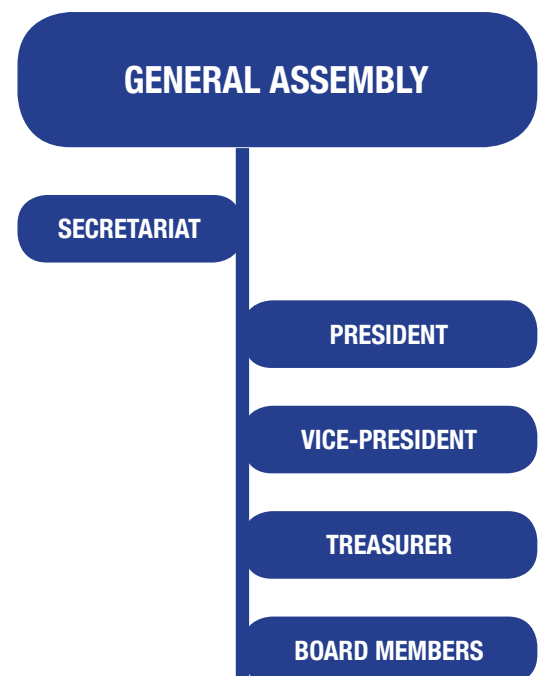 GENERAL ASSEMBLY
SECRETARIAT
PRESIDENT
VICE-PRESIDENT
TREASURER
BOARD MEMBERS